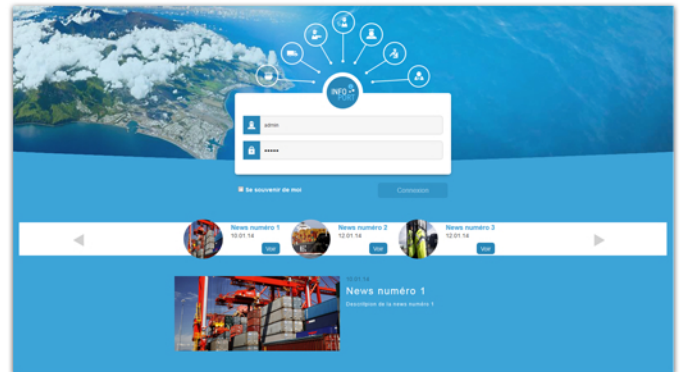 INFO
PORT
admin
•••••
Se souvenir de moi
Connexion
News numéro 1
10.01.14
Voir
News numéro 2
12.01.14
Voir
News numéro 3
12.01.14
Voir
10.01.14
News numéro 1
Description de la news numéro 1